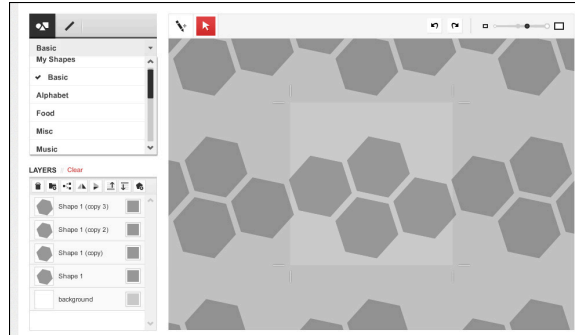 Basic
My Shapes
Basic
Alphabet
Food
Misc
Music
LAYERS Clear
Shape 1 (copy 3)
Shape 1 (copy 2)
Shape 1 (copy)
Shape 1
background